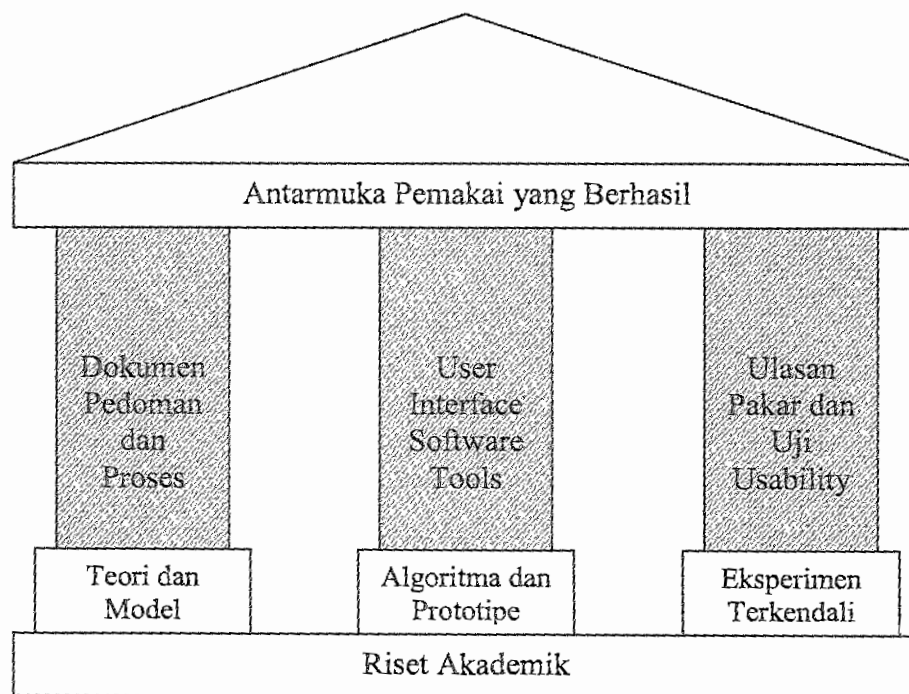 Antarmuka Pemakai yang Berhasil
Dokumen
Pedoman
dan
Proses
User
Interface
Software
Tools
Ulasan
Pakar dan
Uji
Usability
Teori dan
Model
Algoritma dan
Prototipe
Eksperimen
Terkendali
Riset Akademik